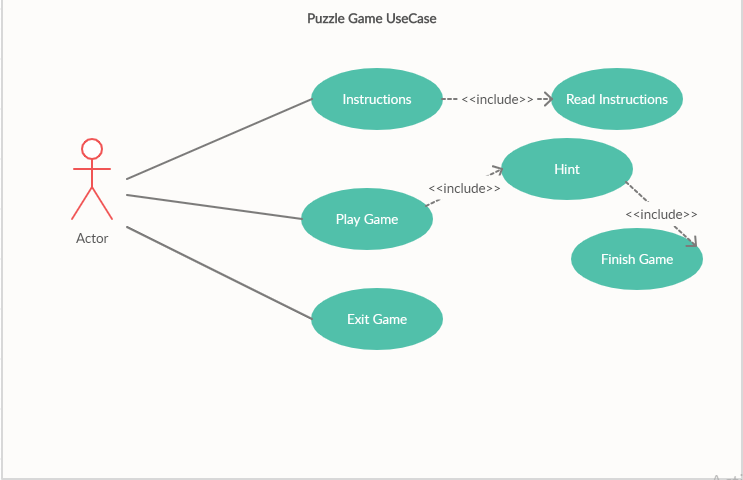 Puzzle Game UseCase
Instructions
<<include>>
Read Instructions
Hint
<<include>>
Play Game
<<include>>
Actor
Finish Game
Exit Game